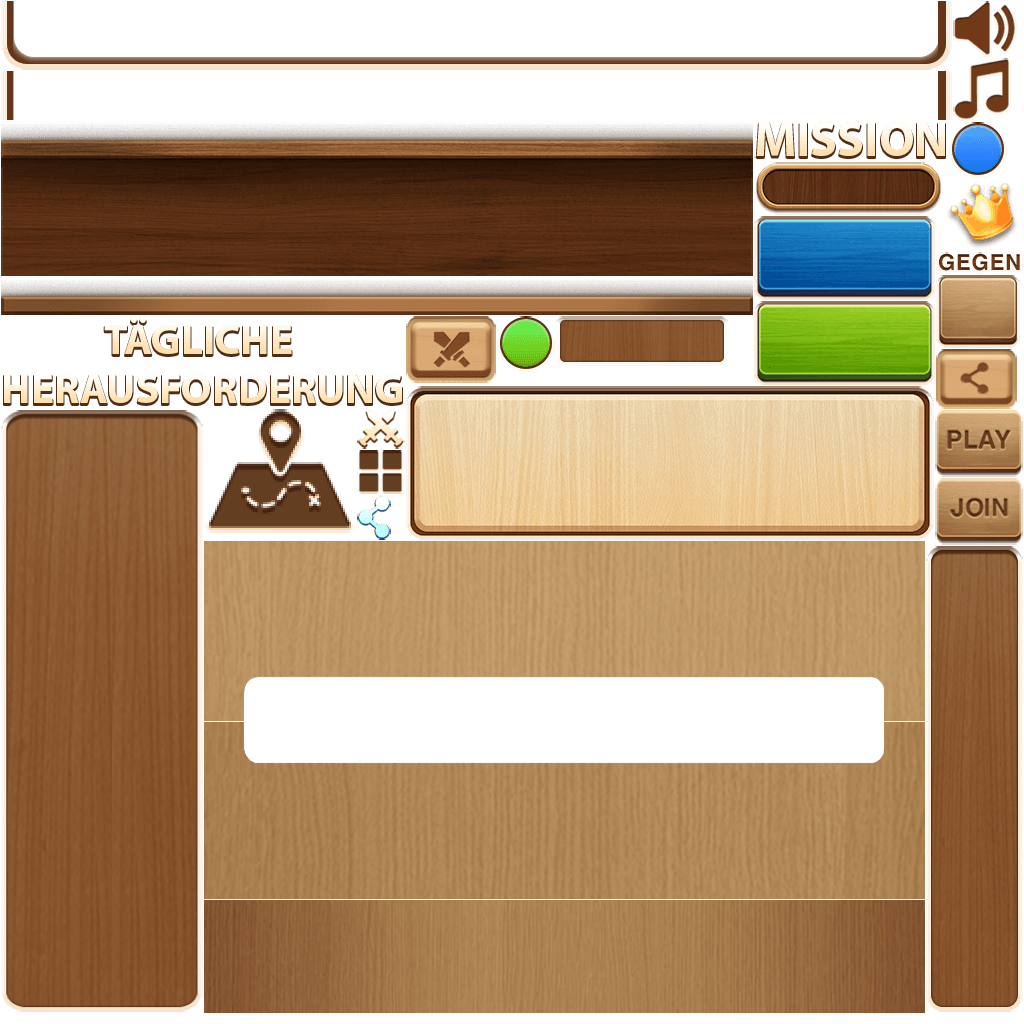 MISSION
GEGEN
TÄGLICHE
HERAUSFORDERUNG
PLAY
JOIN